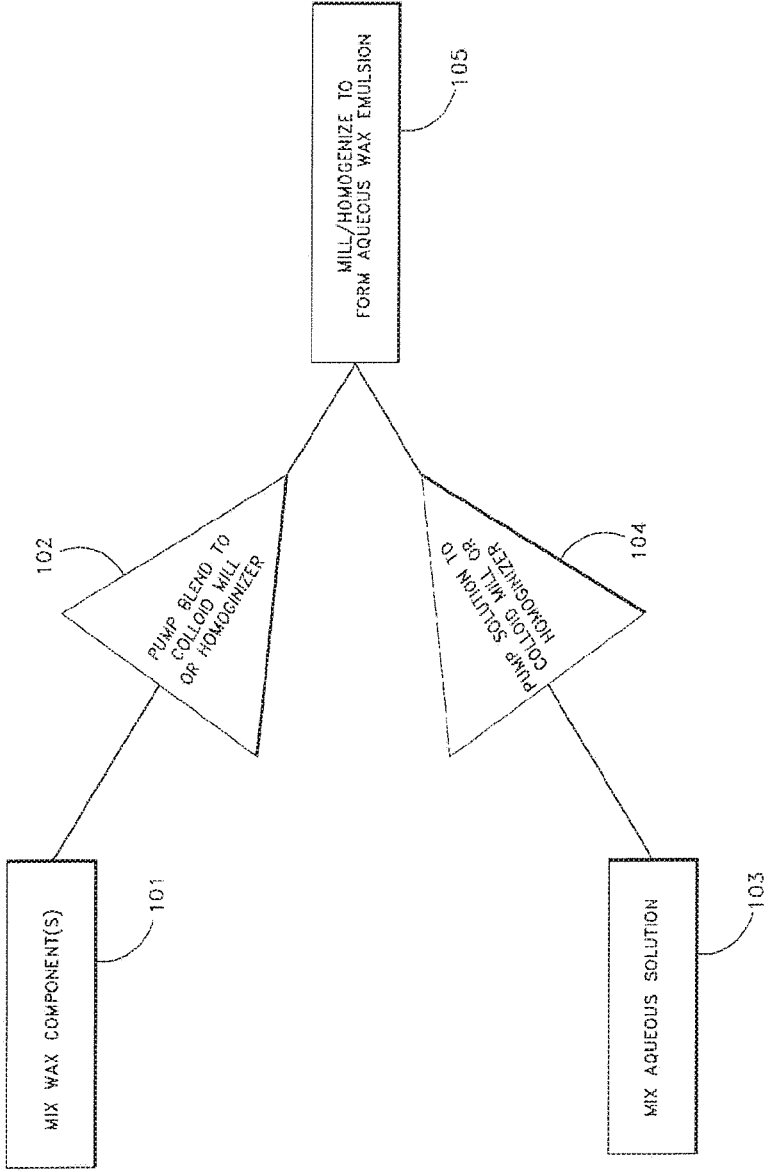 MIX WAX COMPONENT(S)
101
PUMP BLEND TO
COLLOID MILL
OR HOMOGINIZER
102
MIX AQUEOUS SOLUTION
103
PUMP SOLUTION TO
COLLOID MILL OR
HOMOGINIZER
104
MILL/HOMOGENIZE TO
FORM AQUEOUS WAX EMULSION
105